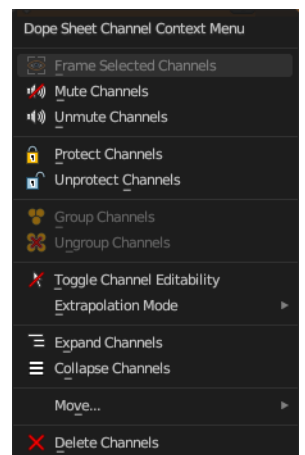 Dope Sheet Channel Context Menu
Frame Selected Channels
Mute Channels
Unmute Channels
Protect Channels
Unprotect Channels
Group Channels
Ungroup Channels
Toggle Channel Editability
Extrapolation Mode
Expand Channels
Collapse Channels
Move...
Delete Channels